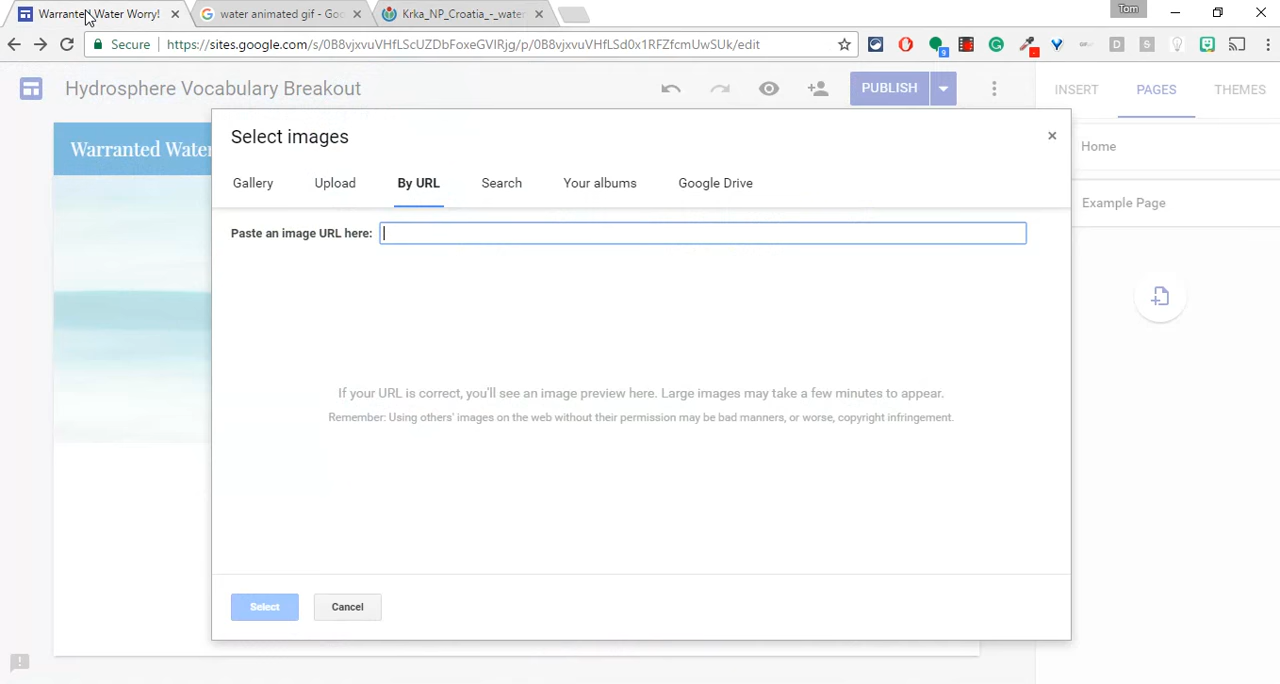 Warranted Water Worry!
water animated gif - Goo
Krka_NP_Croatia_-_water
Tom
Secure
https://sites.google.com/s/0B8vjxvuVHfLScUZDbFoxeGVIRjg/p/0B8vjxvuVHfLSd0x1RFZfcmUwSUk/edit
Hydrosphere Vocabulary Breakout
PUBLISH
INSERT
PAGES
THEMES
Warranted Water
Select images
Gallery
Upload
By URL
Search
Your albums
Google Drive
Paste an image URL here:
If your URL is correct, you'll see an image preview here. Large images may take a few minutes to appear.
Remember: Using others' images on the web without their permission may be bad manners, or worse, copyright infringement.
Select
Cancel
Home
Example Page